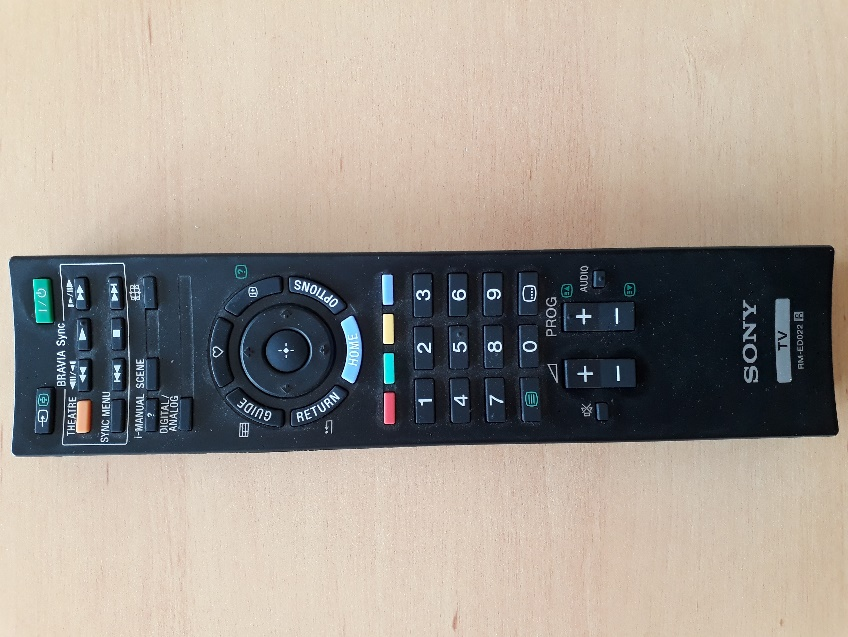 I/⏻
THEATRE
BRAVIA Sync
SYNC MENU
i-MANUAL
SCENE
?
DIGITAL/
ANALOG
?
GUIDE
OPTIONS
RETURN
HOME
1 2 3
4 5 6
7 8 9
0
PROG
AUDIO
+ +
− −
SONY
TV
RM-ED022